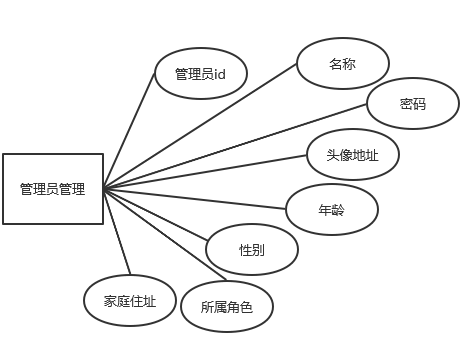 管理员id
名称
密码
头像地址
管理员管理
年龄
性别
家庭住址
所属角色